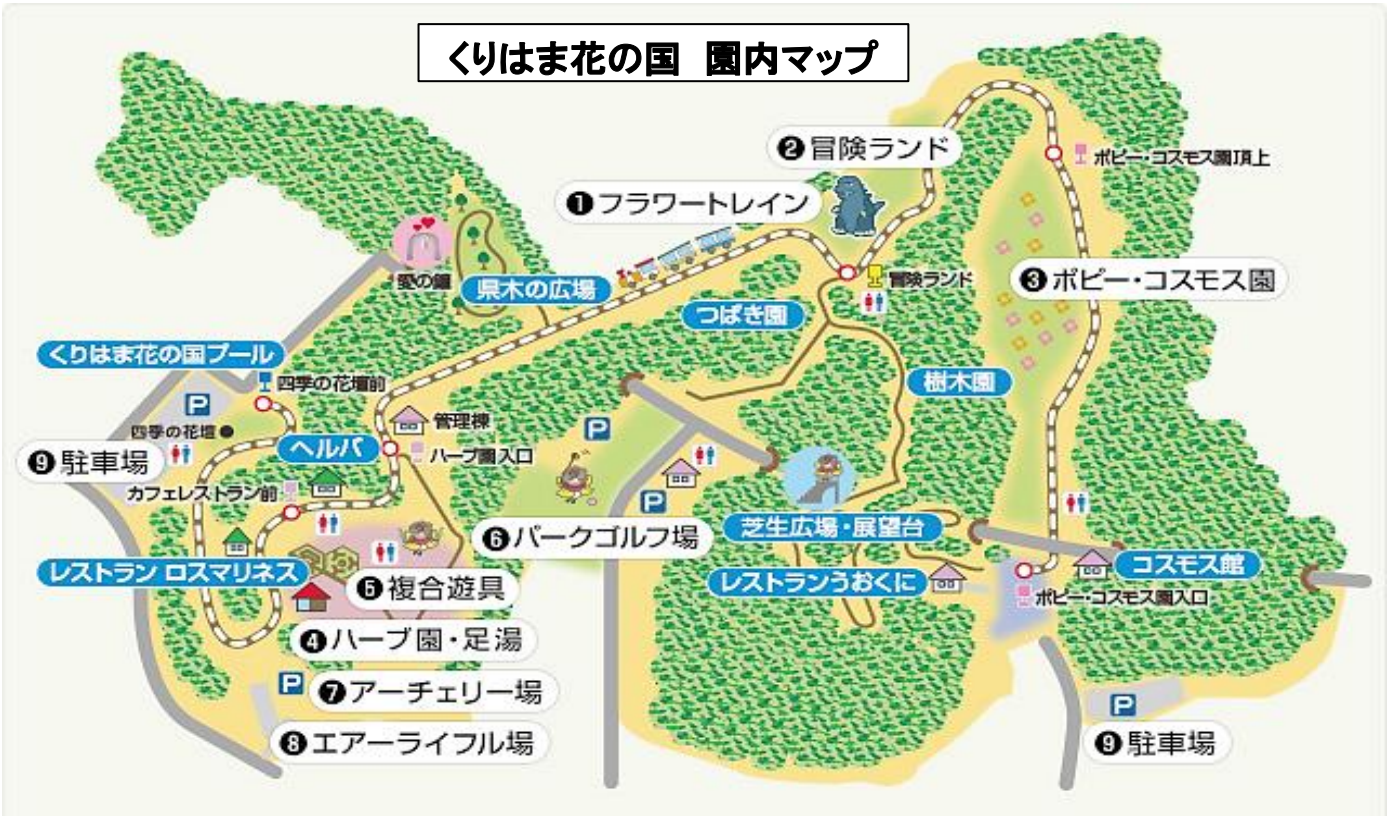 くりはま花の国 園内マップ
❷冒険ランド
ポピー・コスモス園頂上
❶フラワートレイン
愛の鐘
県木の広場
冒険ランド
❸ポピー・コスモス園
つばき園
くりはま花の国プール
四季の花壇前
樹木園
P
管理棟
四季の花壇
P
ヘルパ
ハーブ園入口
❾駐車場
カフェレストラン前
P
❻パークゴルフ場
芝生広場・展望台
レストラン ロスマリネス
❺複合遊具
レストランうおくに
コスモス館
ポピー・コスモス園入口
❹ハーブ園・足湯
P
❼アーチェリー場
P
❽エアーライフル場
❾駐車場